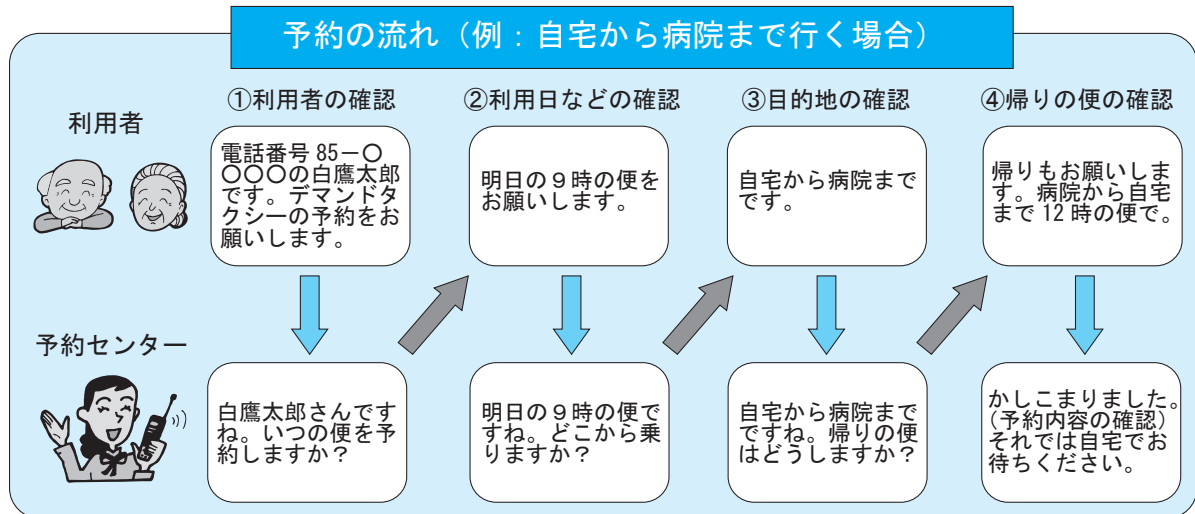 予約の流れ（例：自宅から病院まで行く場合）
①利用者の確認
②利用日などの確認
③目的地の確認
④帰りの便の確認
利用者
電話番号 85－〇
〇〇〇の白鷹太郎
です。デマンドタ
クシーの予約をお
願いします。
明日の９時の便を
お願いします。
自宅から病院まで
です。
帰りもお願いしま
す。病院から自宅
まで 12 時の便で。
予約センター
白鷹太郎さんです
ね。いつの便を予
約しますか？
明日の９時の便で
すね。どこから乗
りますか？
自宅から病院まで
ですね。帰りの便
はどうしますか？
かしこまりました。
（予約内容の確認）
それでは自宅でお
待ちください。